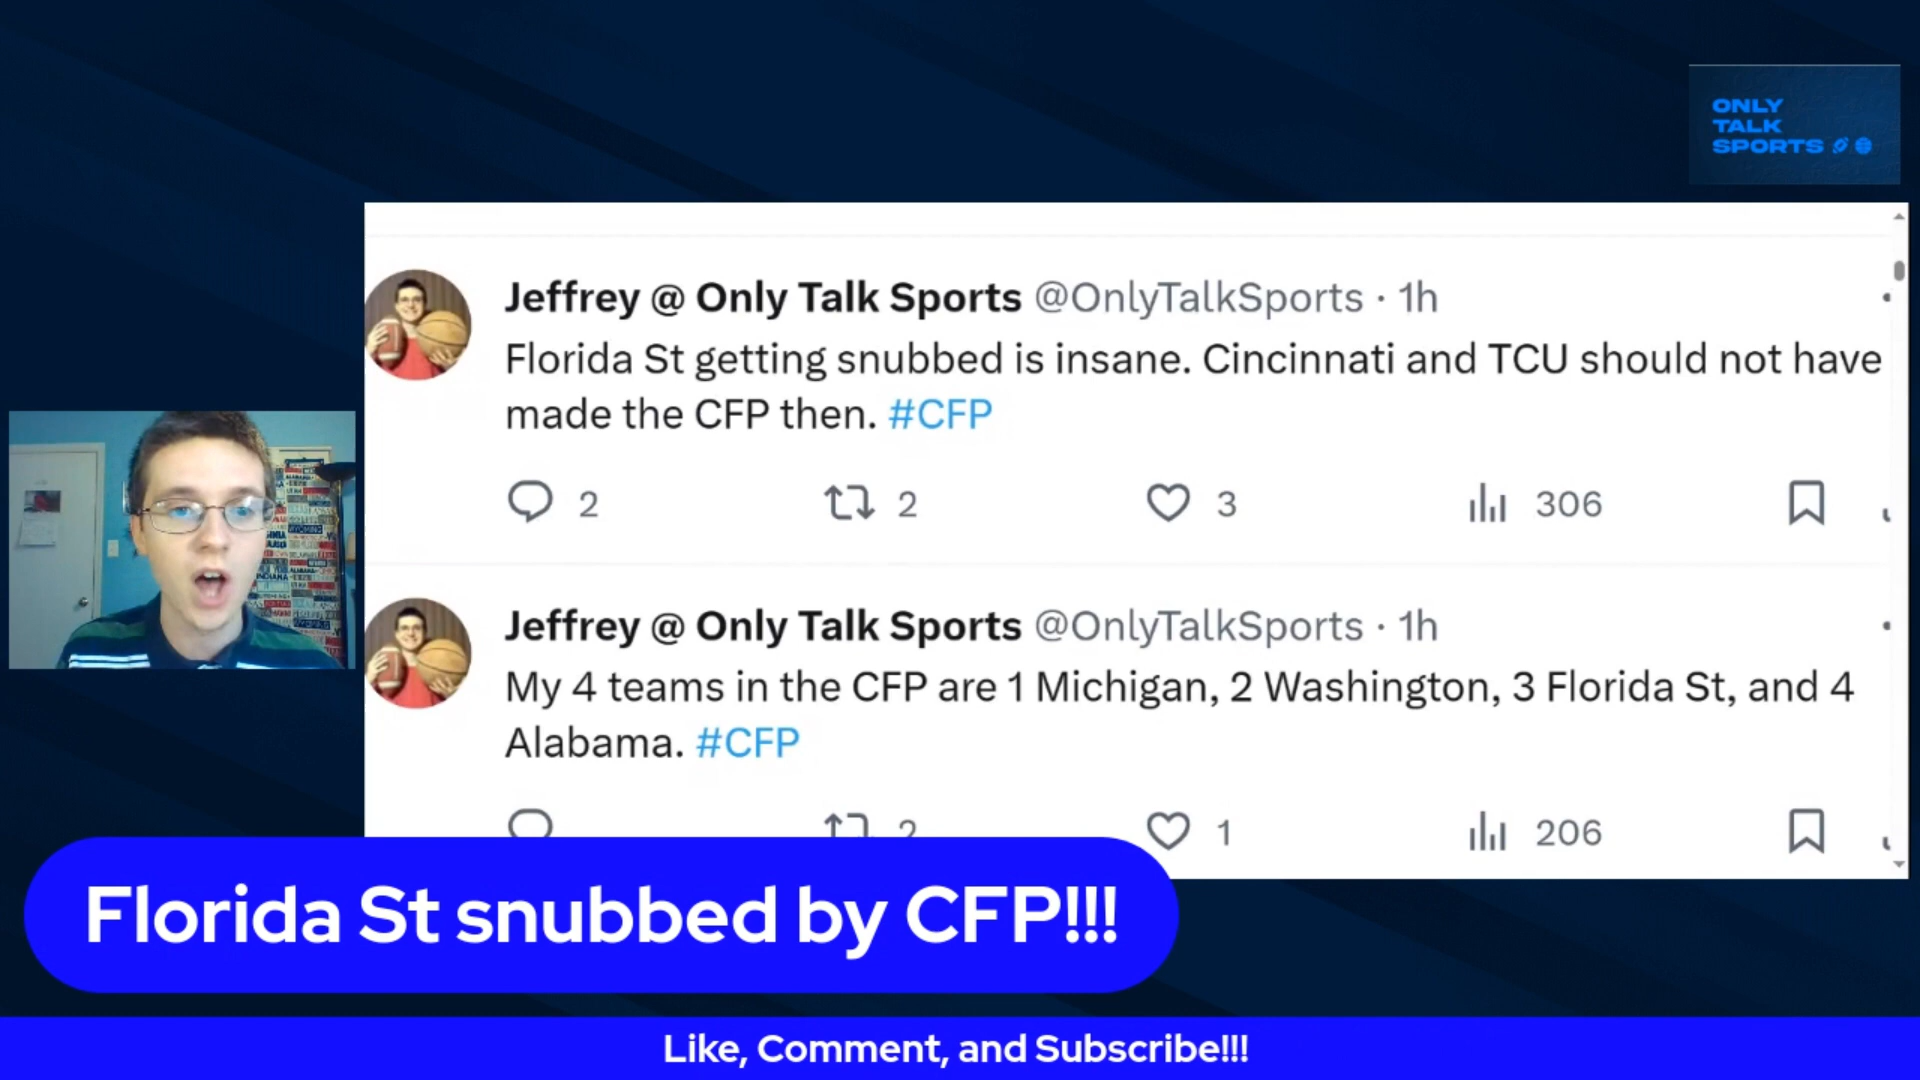 ONLY
TALK
SPORTS
Jeffrey @ Only Talk Sports @OnlyTalkSports · 1h
Florida St getting snubbed is insane. Cincinnati and TCU should not have
made the CFP then. #CFP
2 2 3 306
Jeffrey @ Only Talk Sports @OnlyTalkSports · 1h
My 4 teams in the CFP are 1 Michigan, 2 Washington, 3 Florida St, and 4
Alabama. #CFP
2 1 206
Florida St snubbed by CFP!!!
Like, Comment, and Subscribe!!!
INDIANA
WYOMING